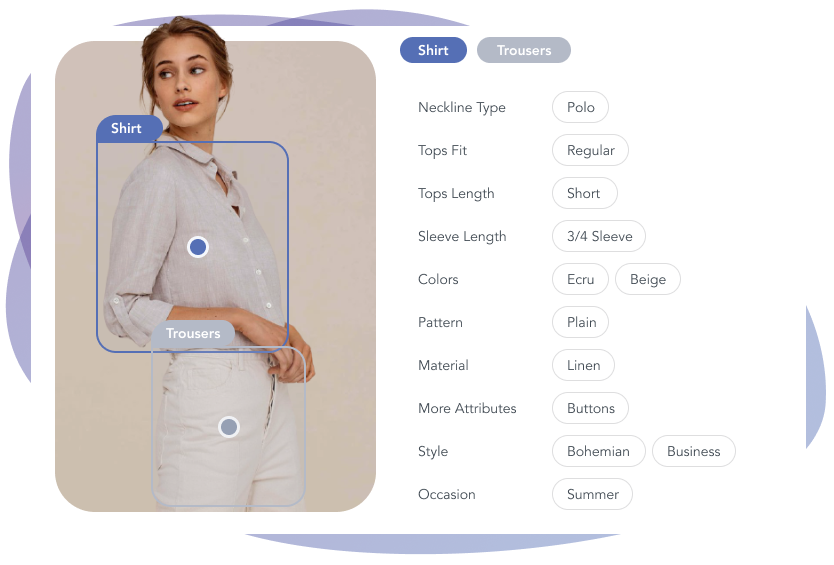 Shirt Trousers
Shirt
Trousers
Neckline Type Polo
Tops Fit Regular
Tops Length Short
Sleeve Length 3/4 Sleeve
Colors Ecru Beige
Pattern Plain
Material Linen
More Attributes Buttons
Style Bohemian Business
Occasion Summer